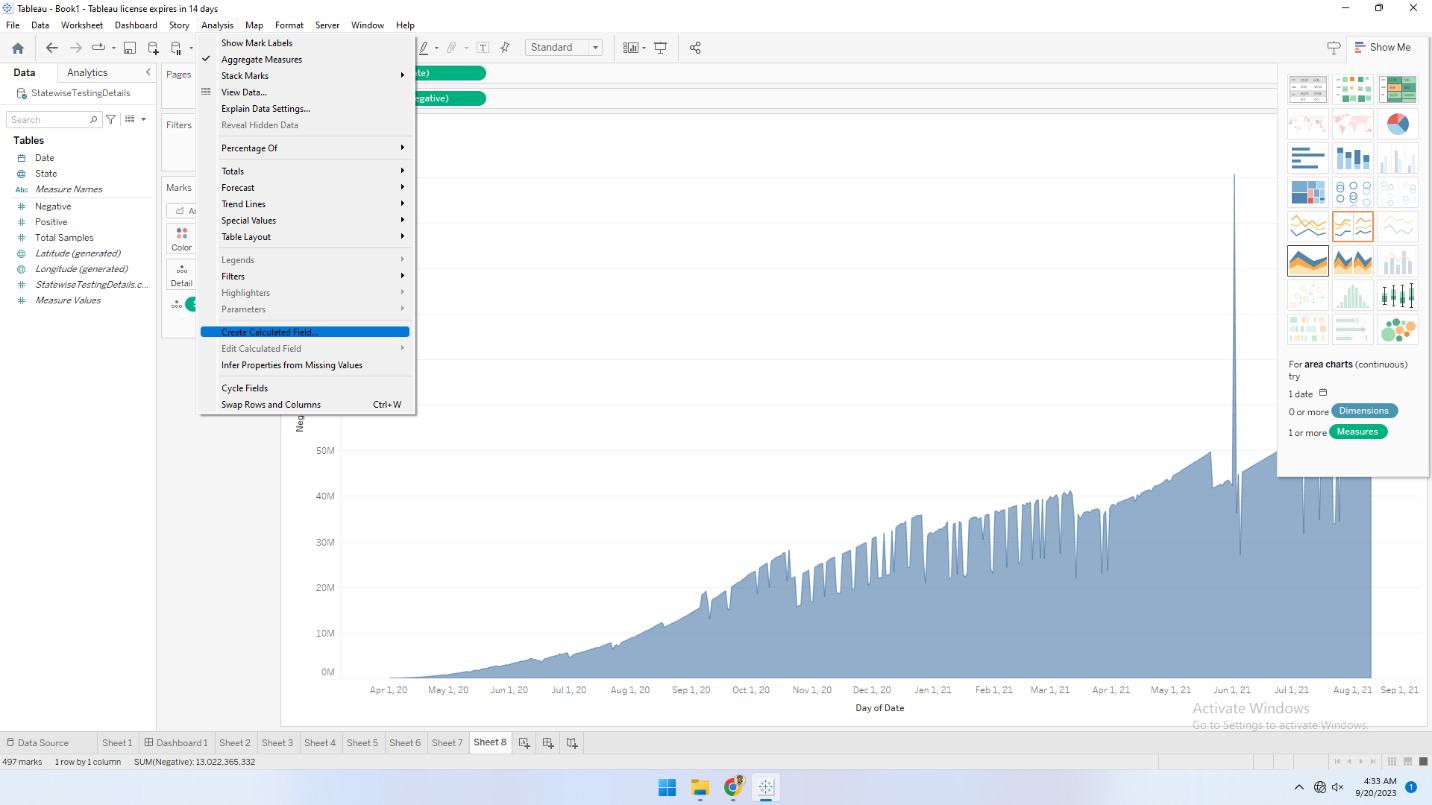 Tableau - Book1 - Tableau license expires in 14 days
File Data Worksheet Dashboard Story Analysis Map Format Server Window Help
Standard
Show Me
Data Analytics
StatewiseTestingDetails
Search
Tables
Date
State
Abc Measure Names
Negative
Positive
Total Samples
Latitude (generated)
Longitude (generated)
StatewiseTestingDetails.c...
Measure Values
Pages
Filters
Marks
Color
Detail
Show Mark Labels
Aggregate Measures
Stack Marks
View Data...
Explain Data Settings...
Reveal Hidden Data
Percentage Of
Totals
Forecast
Trend Lines
Special Values
Table Layout
Legends
Filters
Highlighters
Parameters
Create Calculated Field...
Edit Calculated Field
Infer Properties from Missing Values
Cycle Fields
Swap Rows and Columns Ctrl+W
50M
40M
30M
20M
10M
0M
Apr 1, 20 May 1, 20 Jun 1, 20 Jul 1, 20 Aug 1, 20 Sep 1, 20 Oct 1, 20 Nov 1, 20 Dec 1, 20 Jan 1, 21 Feb 1, 21 Mar 1, 21 Apr 1, 21 May 1, 21 Jun 1, 21 Jul 1, 21 Aug 1, 21 Sep 1, 21
Day of Date
For area charts (continuous)
try
1 date
0 or more Dimensions
1 or more Measures
Activate Windows
Go to Settings to activate Windows.
Data Source Sheet 1 Dashboard 1 Sheet 2 Sheet 3 Sheet 4 Sheet 5 Sheet 6 Sheet 7 Sheet 8
497 marks 1 row by 1 column SUM(Negative): 13,022,365,332
4:33 AM
9/20/2023
1